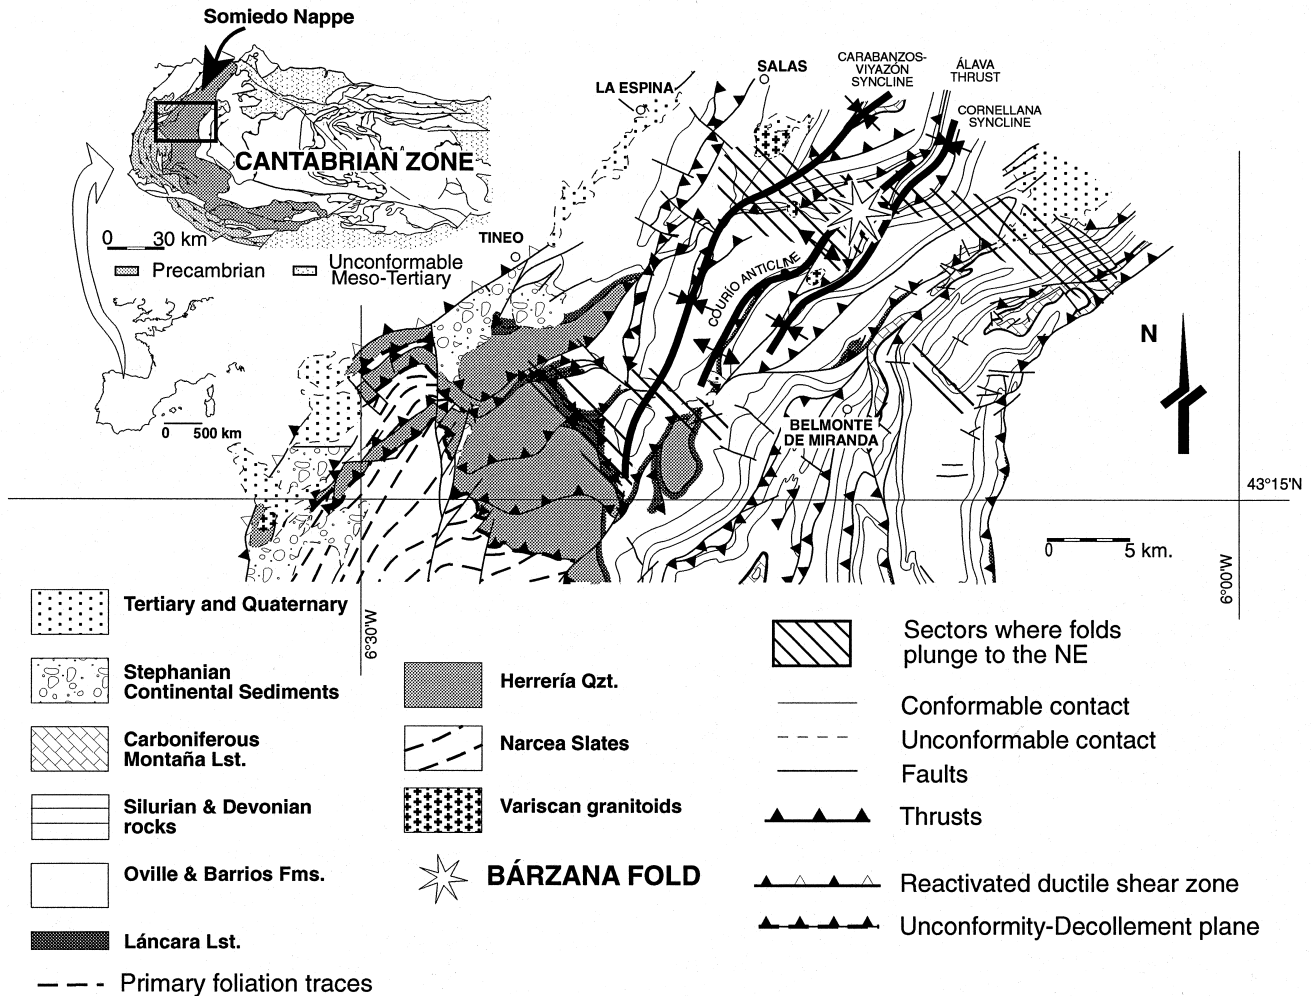 Somiedo Nappe
CANTABRIAN ZONE
0 30 km
Precambrian
Unconformable
Meso-Tertiary
0 500 km
LA ESPINA
SALAS
CARABANZOS-
VIYAZÓN
SYNCLINE
ÁLAVA
THRUST
CORNELLANA
SYNCLINE
TINEO
COURÍO ANTICLINE
BELMONTE
DE MIRANDA
N
43°15'N
0 5 km.
6°30'W
6°00'W
Tertiary and Quaternary
Stephanian
Continental Sediments
Carboniferous
Montaña Lst.
Silurian & Devonian
rocks
Oville & Barrios Fms.
Láncara Lst.
Primary foliation traces
Herrería Qzt.
Narcea Slates
Variscan granitoids
BÁRZANA FOLD
Sectors where folds
plunge to the NE
Conformable contact
Unconformable contact
Faults
Thrusts
Reactivated ductile shear zone
Unconformity-Decollement plane